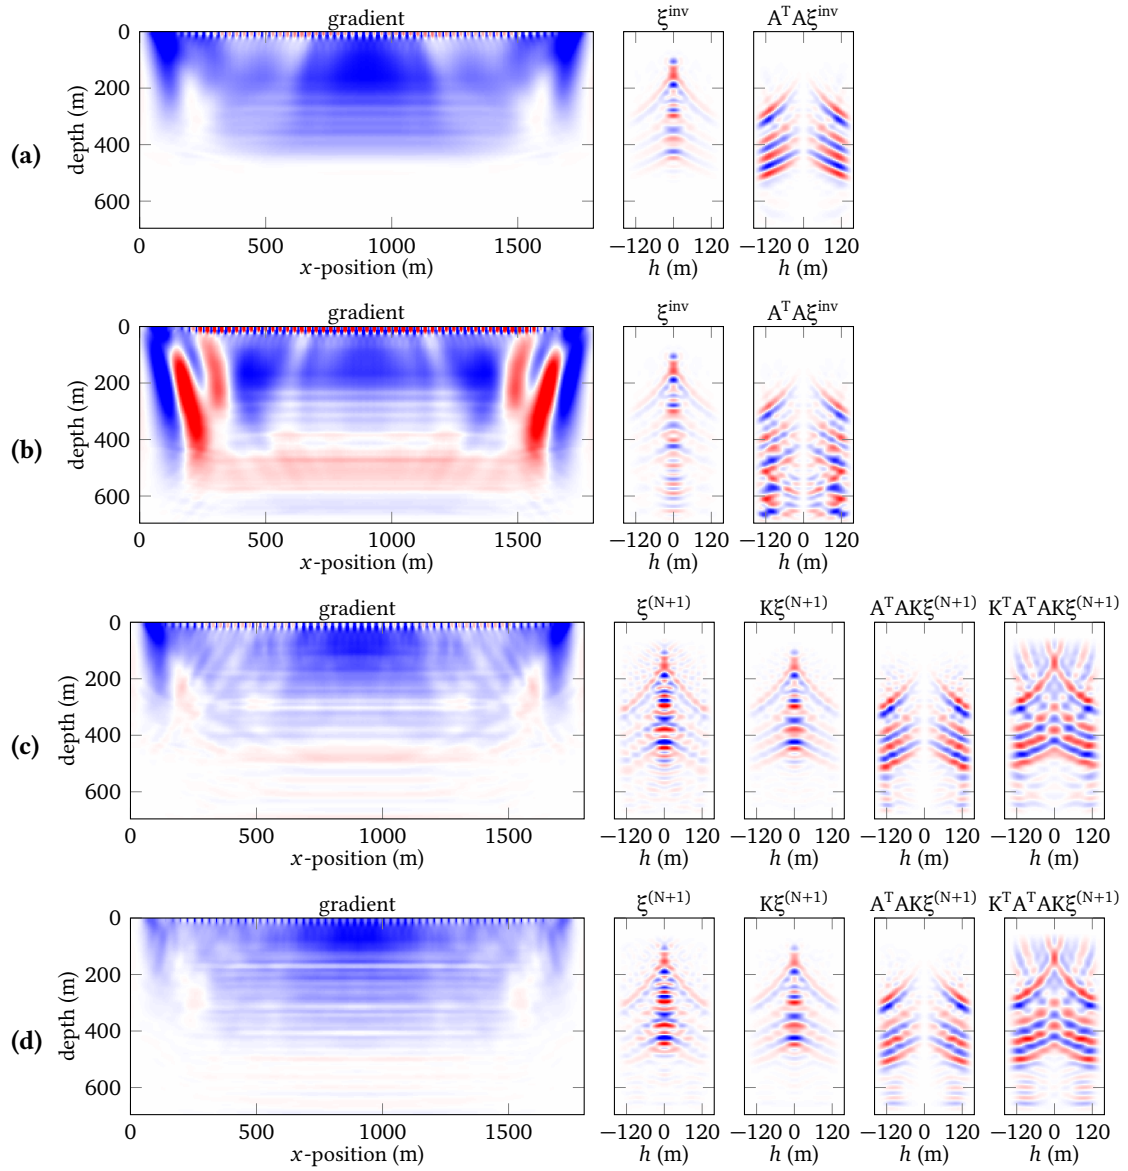 gradient ξ^inv A^T Aξ^inv
0
200
400
600
depth (m)
(a)
0 500 1000 1500 −120 0 120 −120 0 120
x-position (m) h (m) h (m)
gradient ξ^inv A^T Aξ^inv
0
200
400
600
depth (m)
(b)
0 500 1000 1500 −120 0 120 −120 0 120
x-position (m) h (m) h (m)
gradient ξ^(N+1) Kξ^(N+1) A^T AKξ^(N+1) K^T A^T AKξ^(N+1)
0
200
400
600
depth (m)
(c)
0 500 1000 1500 −120 0 120 −120 0 120 −120 0 120 −120 0 120
x-position (m) h (m) h (m) h (m) h (m)
gradient ξ^(N+1) Kξ^(N+1) A^T AKξ^(N+1) K^T A^T AKξ^(N+1)
0
200
400
600
depth (m)
(d)
0 500 1000 1500 −120 0 120 −120 0 120 −120 0 120 −120 0 120
x-position (m) h (m) h (m) h (m) h (m)